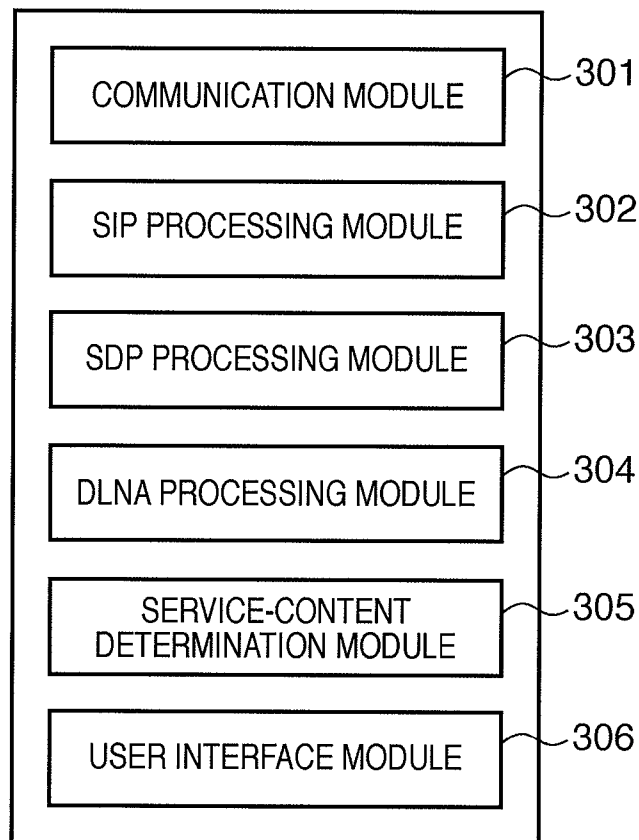 COMMUNICATION MODULE
301
SIP PROCESSING MODULE
302
SDP PROCESSING MODULE
303
DLNA PROCESSING MODULE
304
SERVICE-CONTENT
DETERMINATION MODULE
305
USER INTERFACE MODULE
306